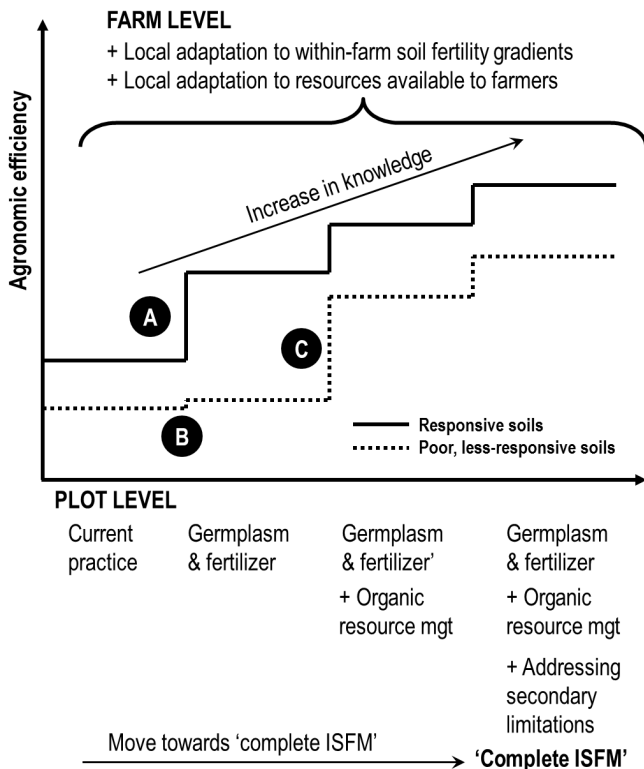 FARM LEVEL
+ Local adaptation to within-farm soil fertility gradients
+ Local adaptation to resources available to farmers
Agronomic efficiency
Increase in knowledge
A
C
B
Responsive soils
Poor, less-responsive soils
PLOT LEVEL
Current
practice
Germplasm
& fertilizer
Germplasm
& fertilizer’
+ Organic
resource mgt
Germplasm
& fertilizer
+ Organic
resource mgt
+ Addressing
secondary
limitations
Move towards ‘complete ISFM’
‘Complete ISFM’